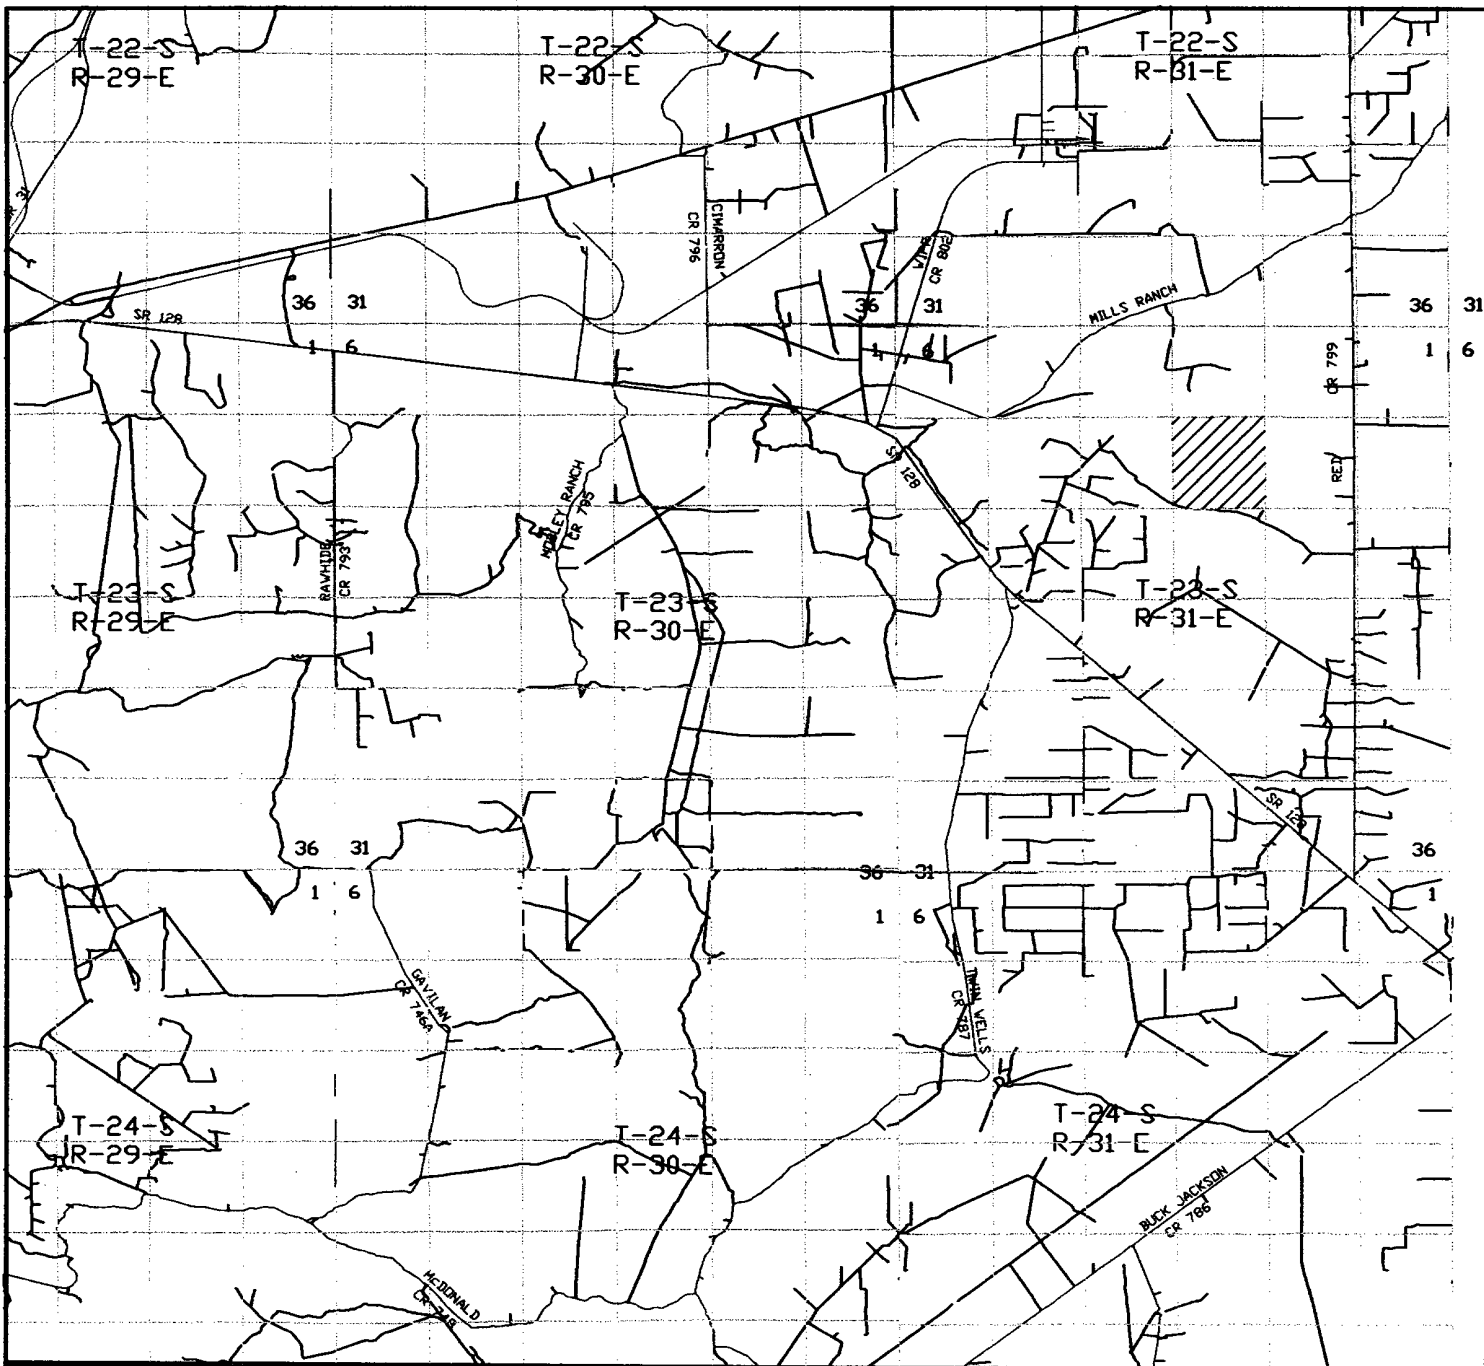 T-22-S
R-29-E
T-22-S
R-30-E
T-22-S
R-31-E
CIMARRON
CR 796
WIPP
CR 802
MILLS RANCH
36 31
1 6
36 31
1 6
36 31
1 6
SR 128
CR 799
RED
SR 128
MOBLEY RANCH
CR 795
RAWHIDE
CR 793
T-23-S
R-29-E
T-23-S
R-30-E
T-23-S
R-31-E
SR 128
36 31
1 6
36 31
1 6
36
1
GAVILAN
CR 746A
TWIN WELLS
CR 787
T-24-S
R-29-E
T-24-S
R-30-E
T-24-S
R-31-E
BUCK JACKSON
CR 786
McDONALD